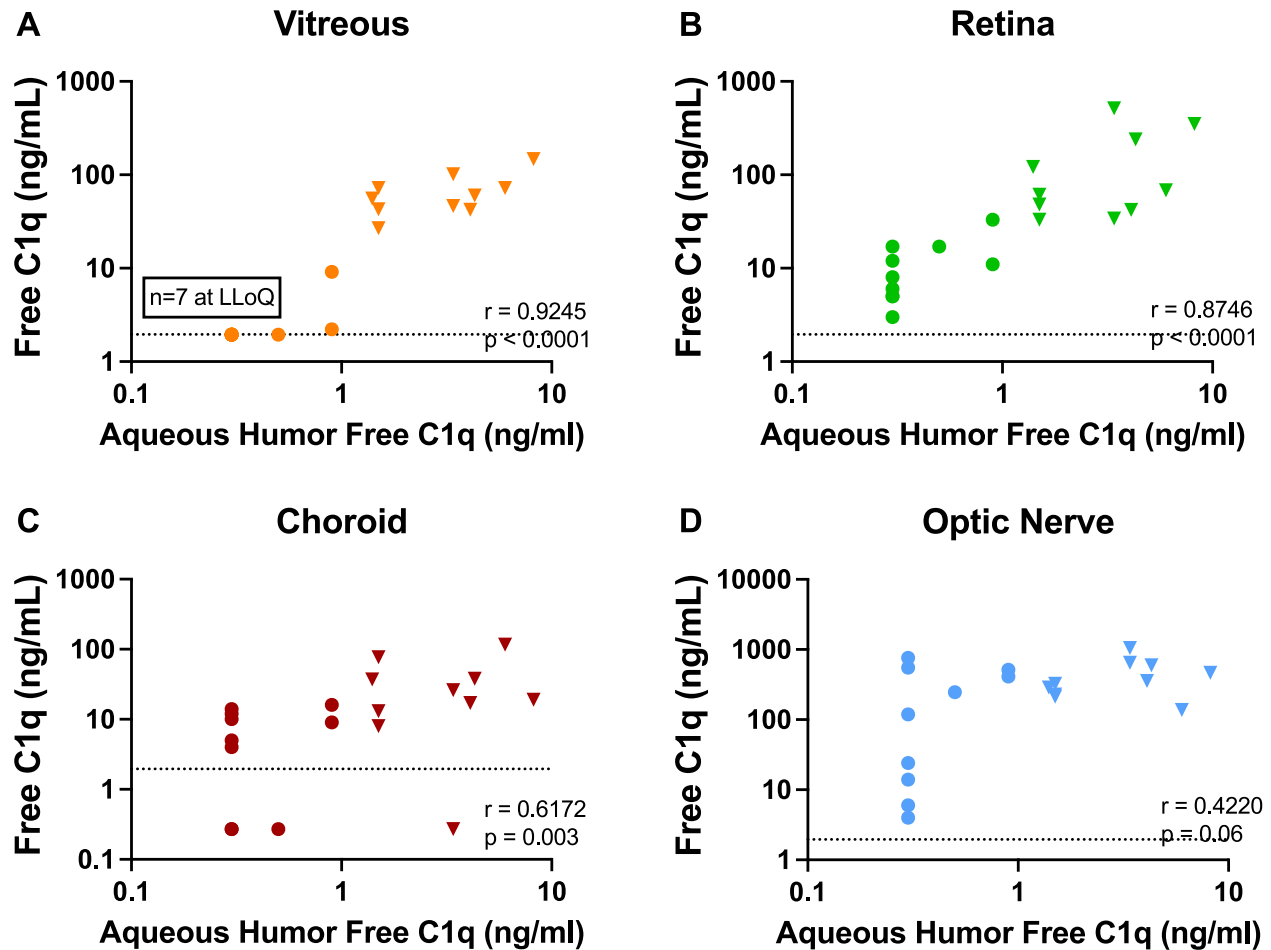 A
Vitreous
Free C1q (ng/mL)
1000
100
10
1
n=7 at LLoQ
r = 0.9245
p < 0.0001
0.1
1
10
Aqueous Humor Free C1q (ng/ml)
B
Retina
Free C1q (ng/mL)
1000
100
10
1
r = 0.8746
p < 0.0001
0.1
1
10
Aqueous Humor Free C1q (ng/ml)
C
Choroid
Free C1q (ng/mL)
1000
100
10
1
0.1
r = 0.6172
p = 0.003
0.1
1
10
Aqueous Humor Free C1q (ng/ml)
D
Optic Nerve
Free C1q (ng/mL)
10000
1000
100
10
1
r = 0.4220
p = 0.06
0.1
1
10
Aqueous Humor Free C1q (ng/ml)